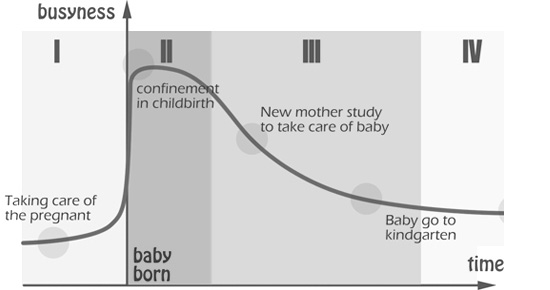 busyness
I
II
III
IV
confinement
in childbirth
New mother study
to take care of baby
Taking care of
the pregnant
Baby go to
kindgarten
baby
born
time